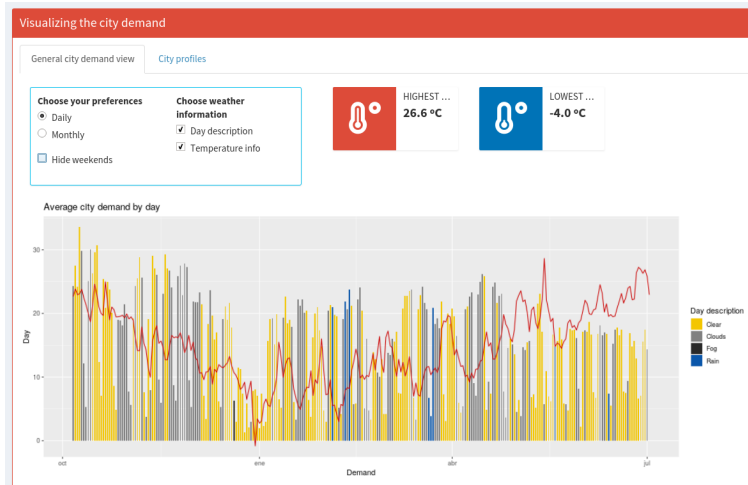 Visualizing the city demand
General city demand view
City profiles
Choose your preferences
Daily
Monthly
Hide weekends
Choose weather
information
Day description
Temperature info
HIGHEST ...
26.6 ºC
LOWEST ...
-4.0 ºC
Average city demand by day
Day
30
20
10
0
oct
ene
abr
jul
Demand
Day description
Clear
Clouds
Fog
Rain